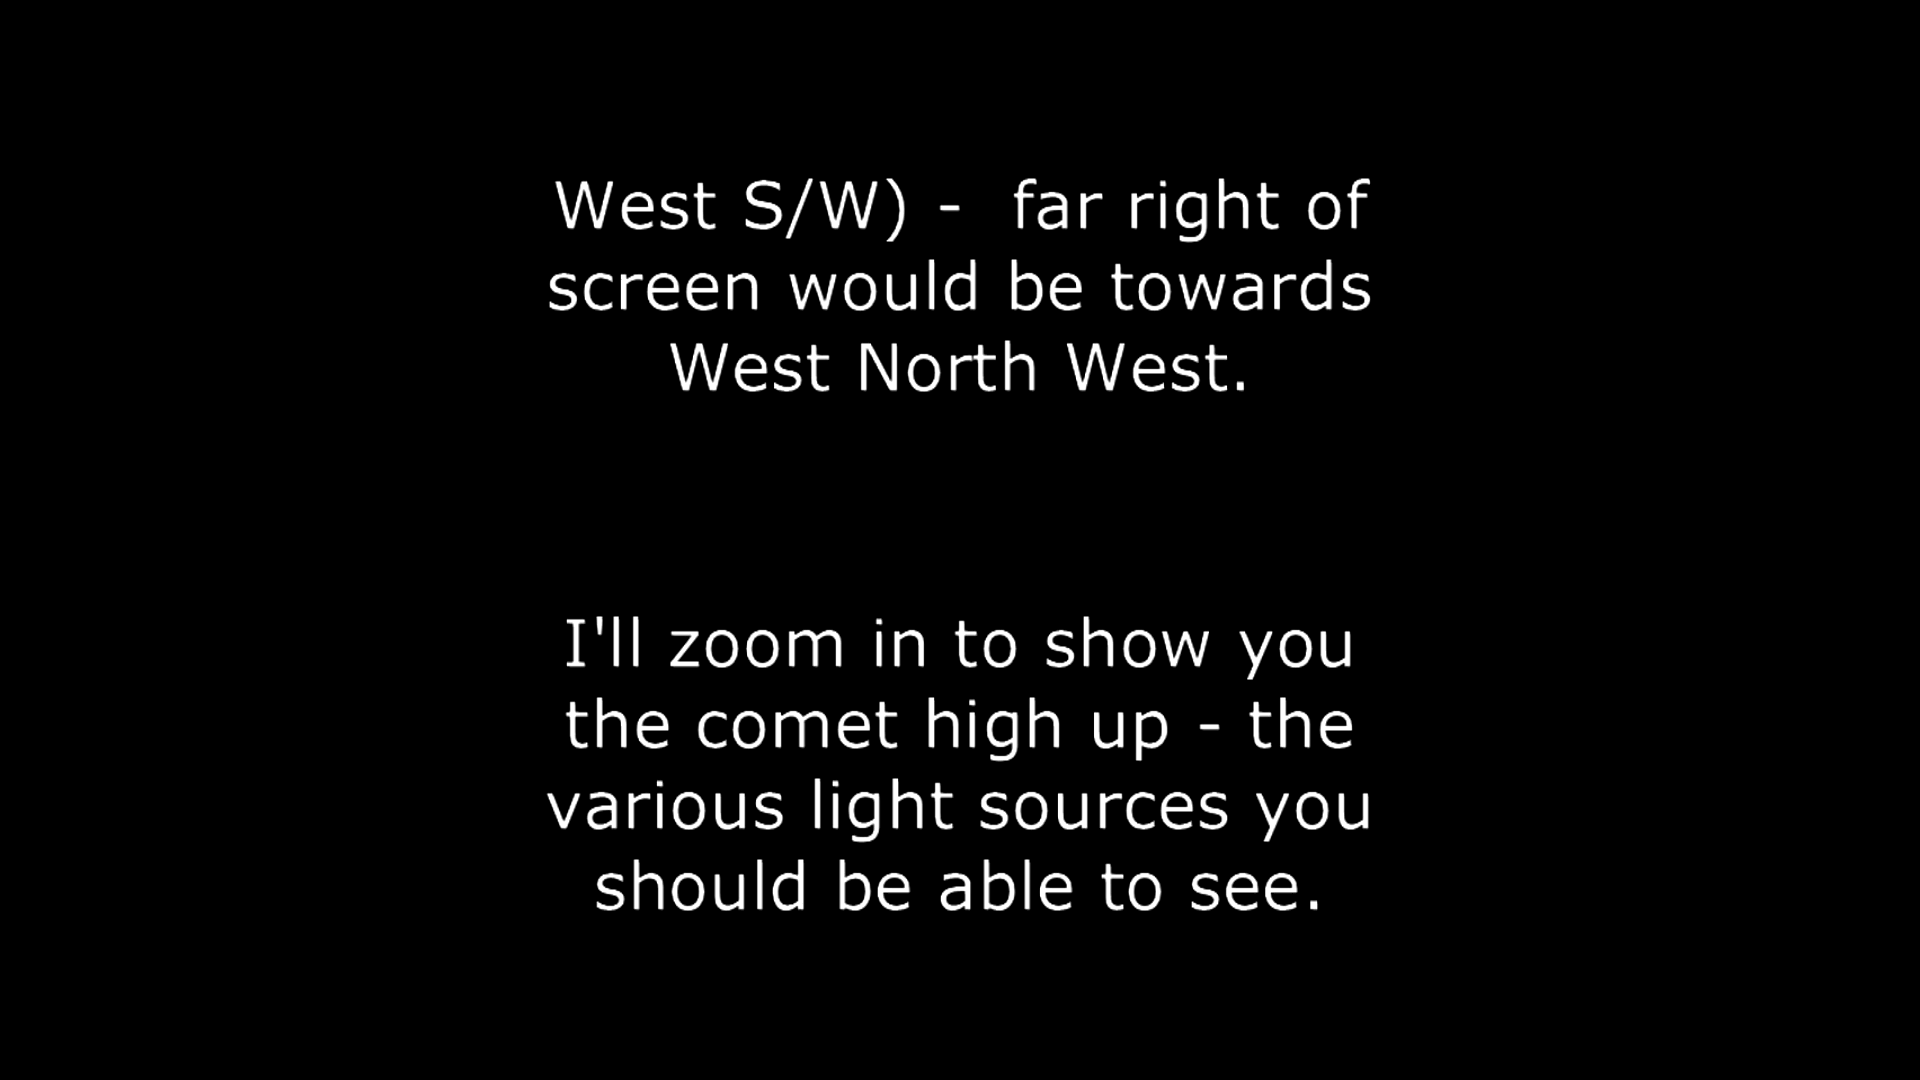 West S/W) -  far right of
screen would be towards
West North West.
I'll zoom in to show you
the comet high up - the
various light sources you
should be able to see.